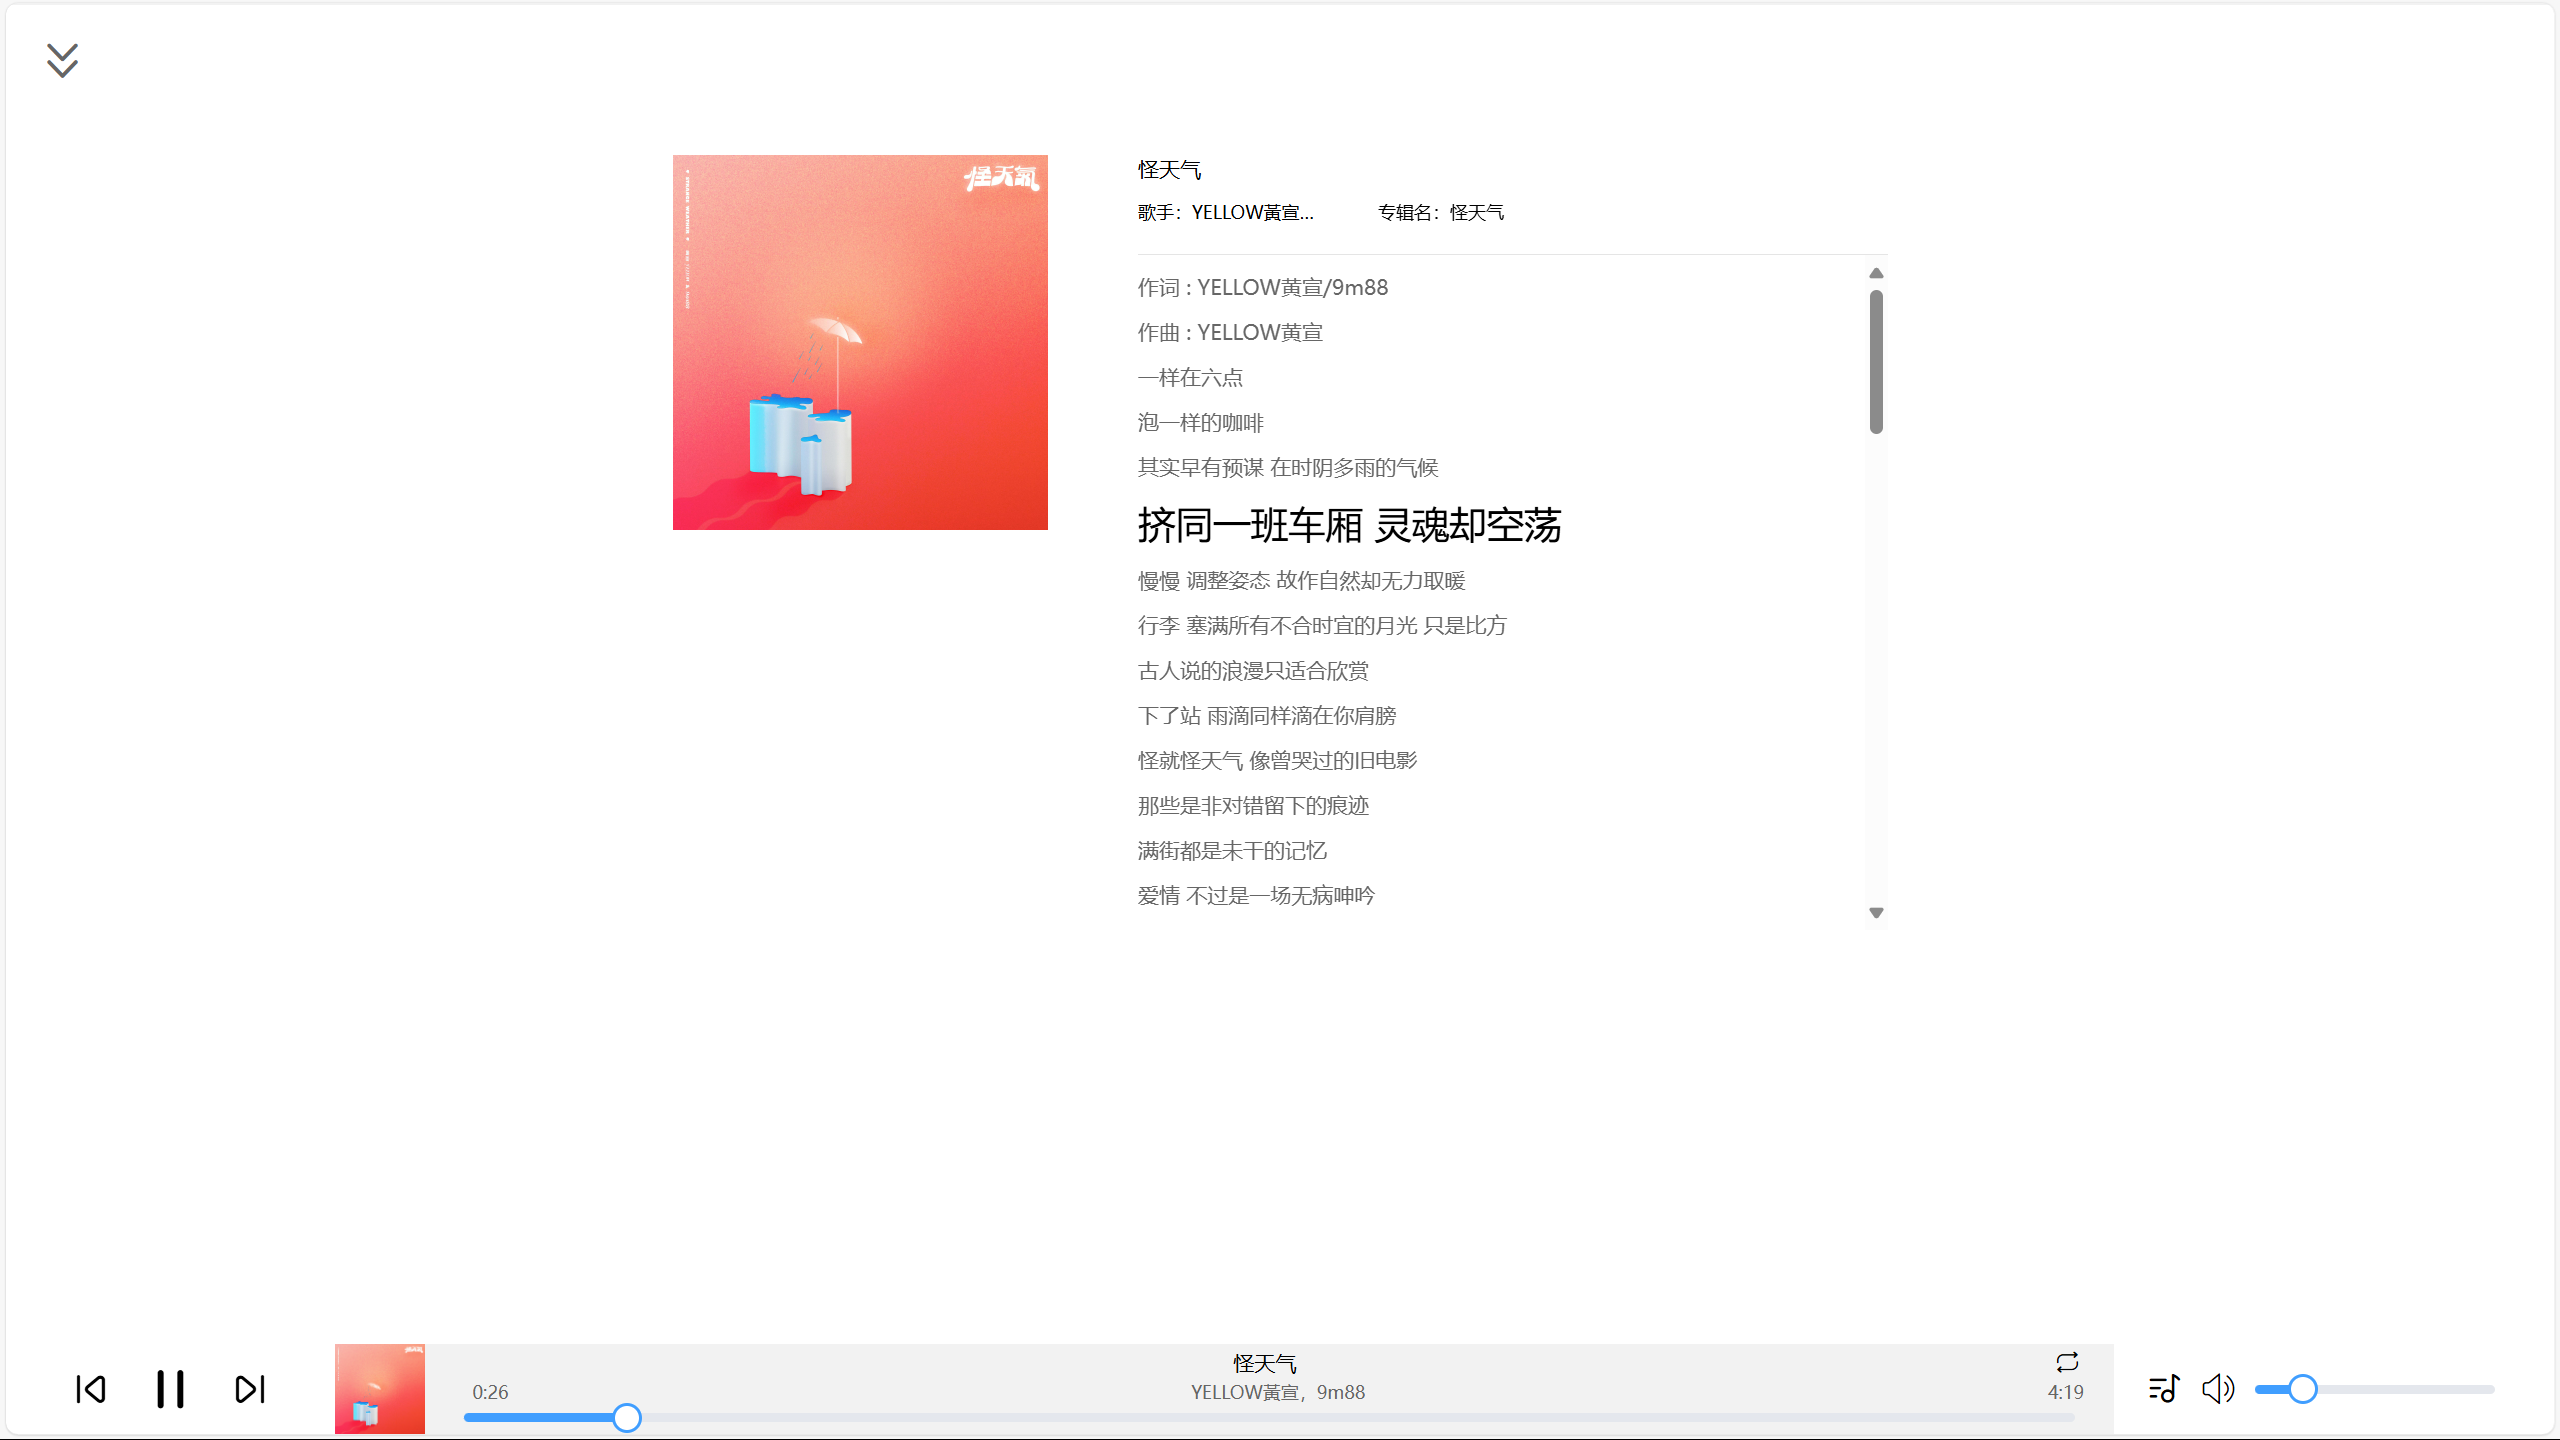 怪天氣
怪天气
歌手：YELLOW黃宣...
专辑名：怪天气
作词 : YELLOW黄宣/9m88
作曲 : YELLOW黄宣
一样在六点
泡一样的咖啡
其实早有预谋 在时阴多雨的气候
挤同一班车厢 灵魂却空荡
慢慢 调整姿态 故作自然却无力取暖
行李 塞满所有不合时宜的月光 只是比方
古人说的浪漫只适合欣赏
下了站 雨滴同样滴在你肩膀
怪就怪天气 像曾哭过的旧电影
那些是非对错留下的痕迹
满街都是未干的记忆
爱情 不过是一场无病呻吟
怪天气
0:26
YELLOW黃宣，9m88
4:19